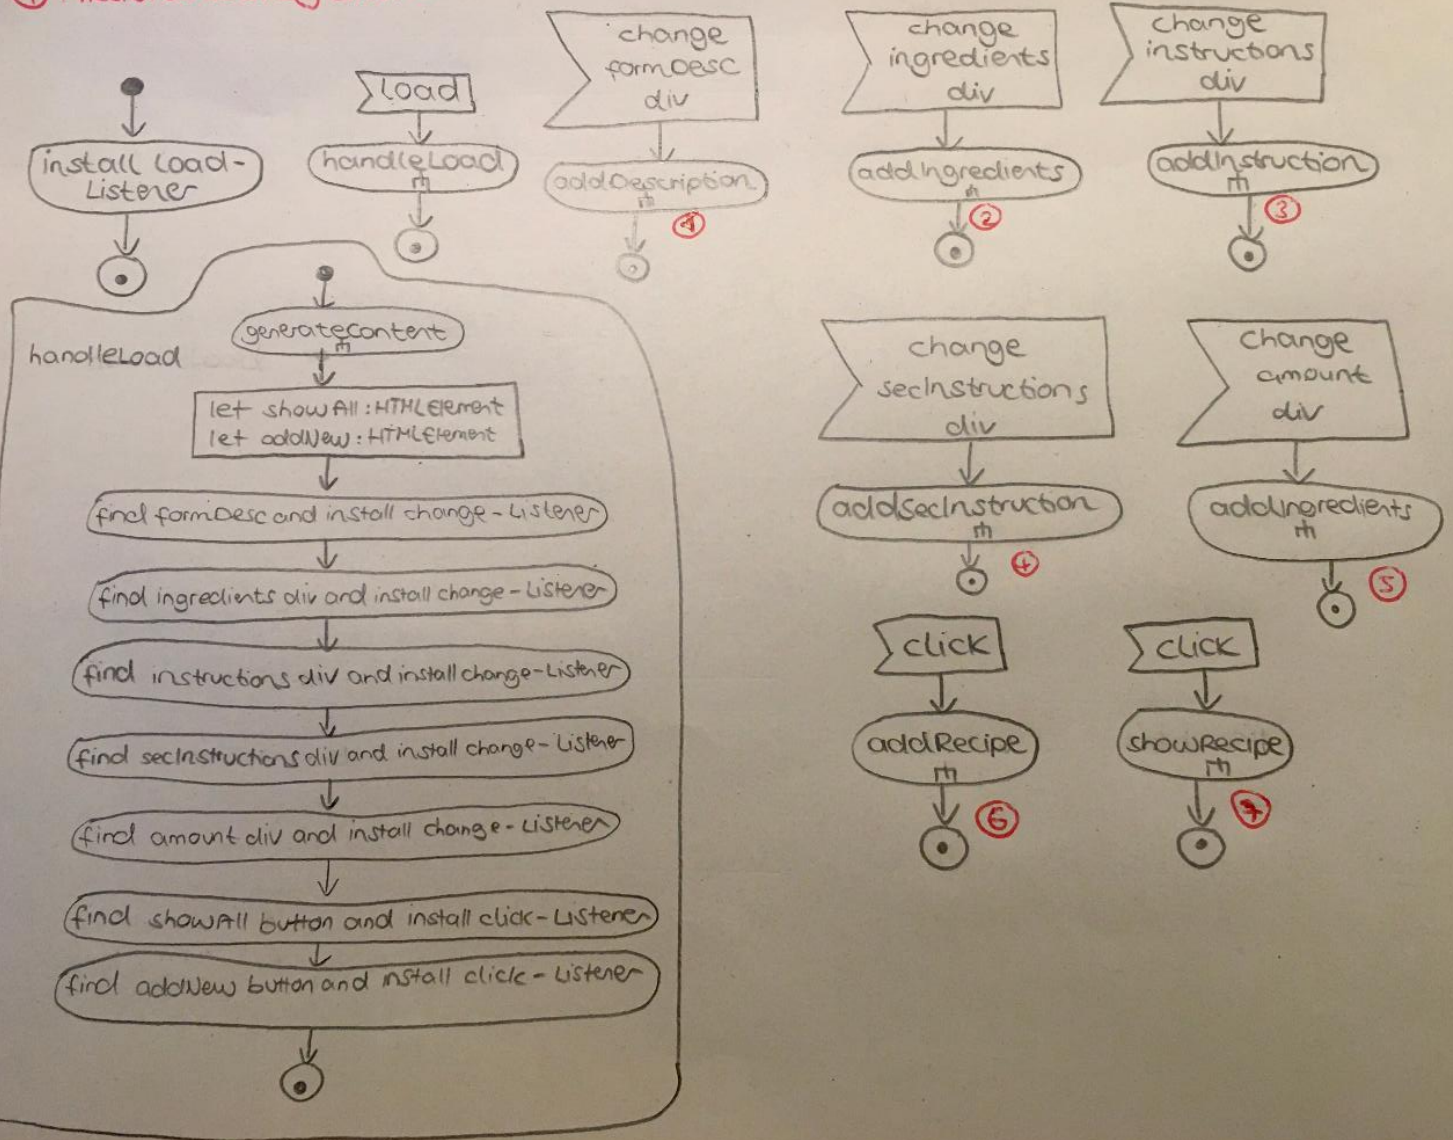 install load-
Listener
load
handleLoad
change
formDesc
div
addDescription
1
change
ingredients
div
addIngredients
2
change
instructions
div
addInstruction
3
handleLoad
generateContent
let showAll : HTMLElement
let addNew : HTMLElement
find formDesc and install change-Listener
find ingredients div and install change-Listener
find instructions div and install change-Listener
find secInstructions div and install change-Listener
find amount div and install change-Listener
find showAll button and install click-Listener
find addNew button and install click-Listener
change
secInstructions
div
addSecInstruction
4
change
amount
div
addIngredients
5
click
addRecipe
6
click
showRecipe
7